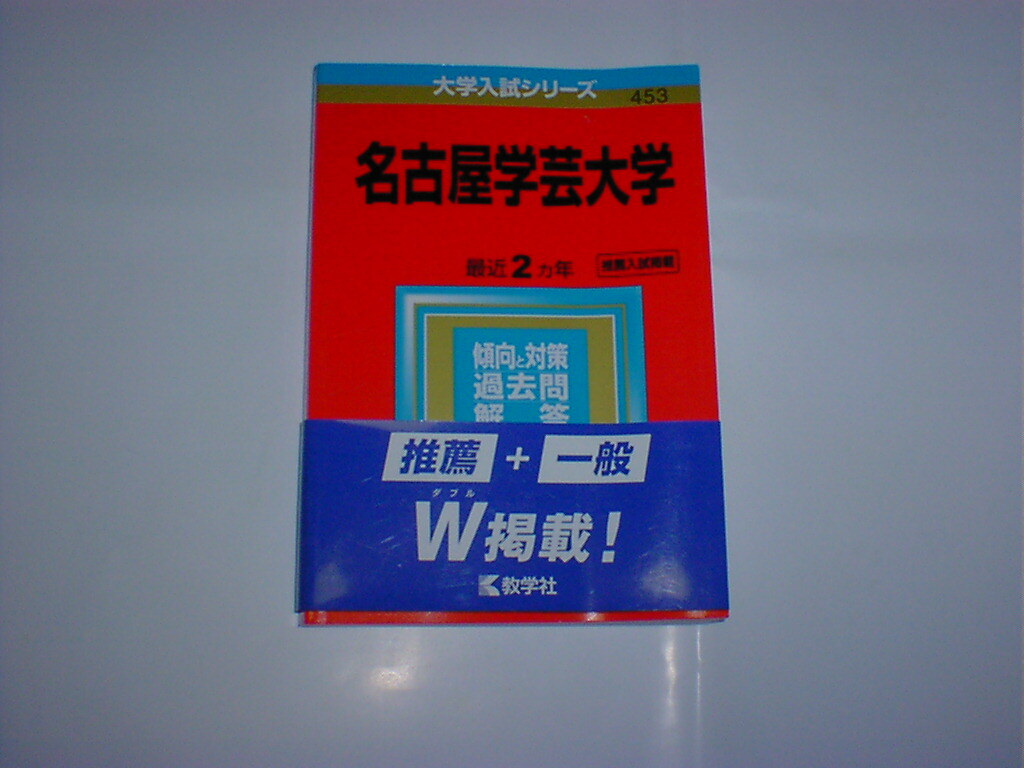 大学入試シリーズ
453
名古屋学芸大学
最近2カ年 推薦入試掲載
傾向と対策
過去問
解答
推薦 + 一般
ダブル
W掲載!
教学社